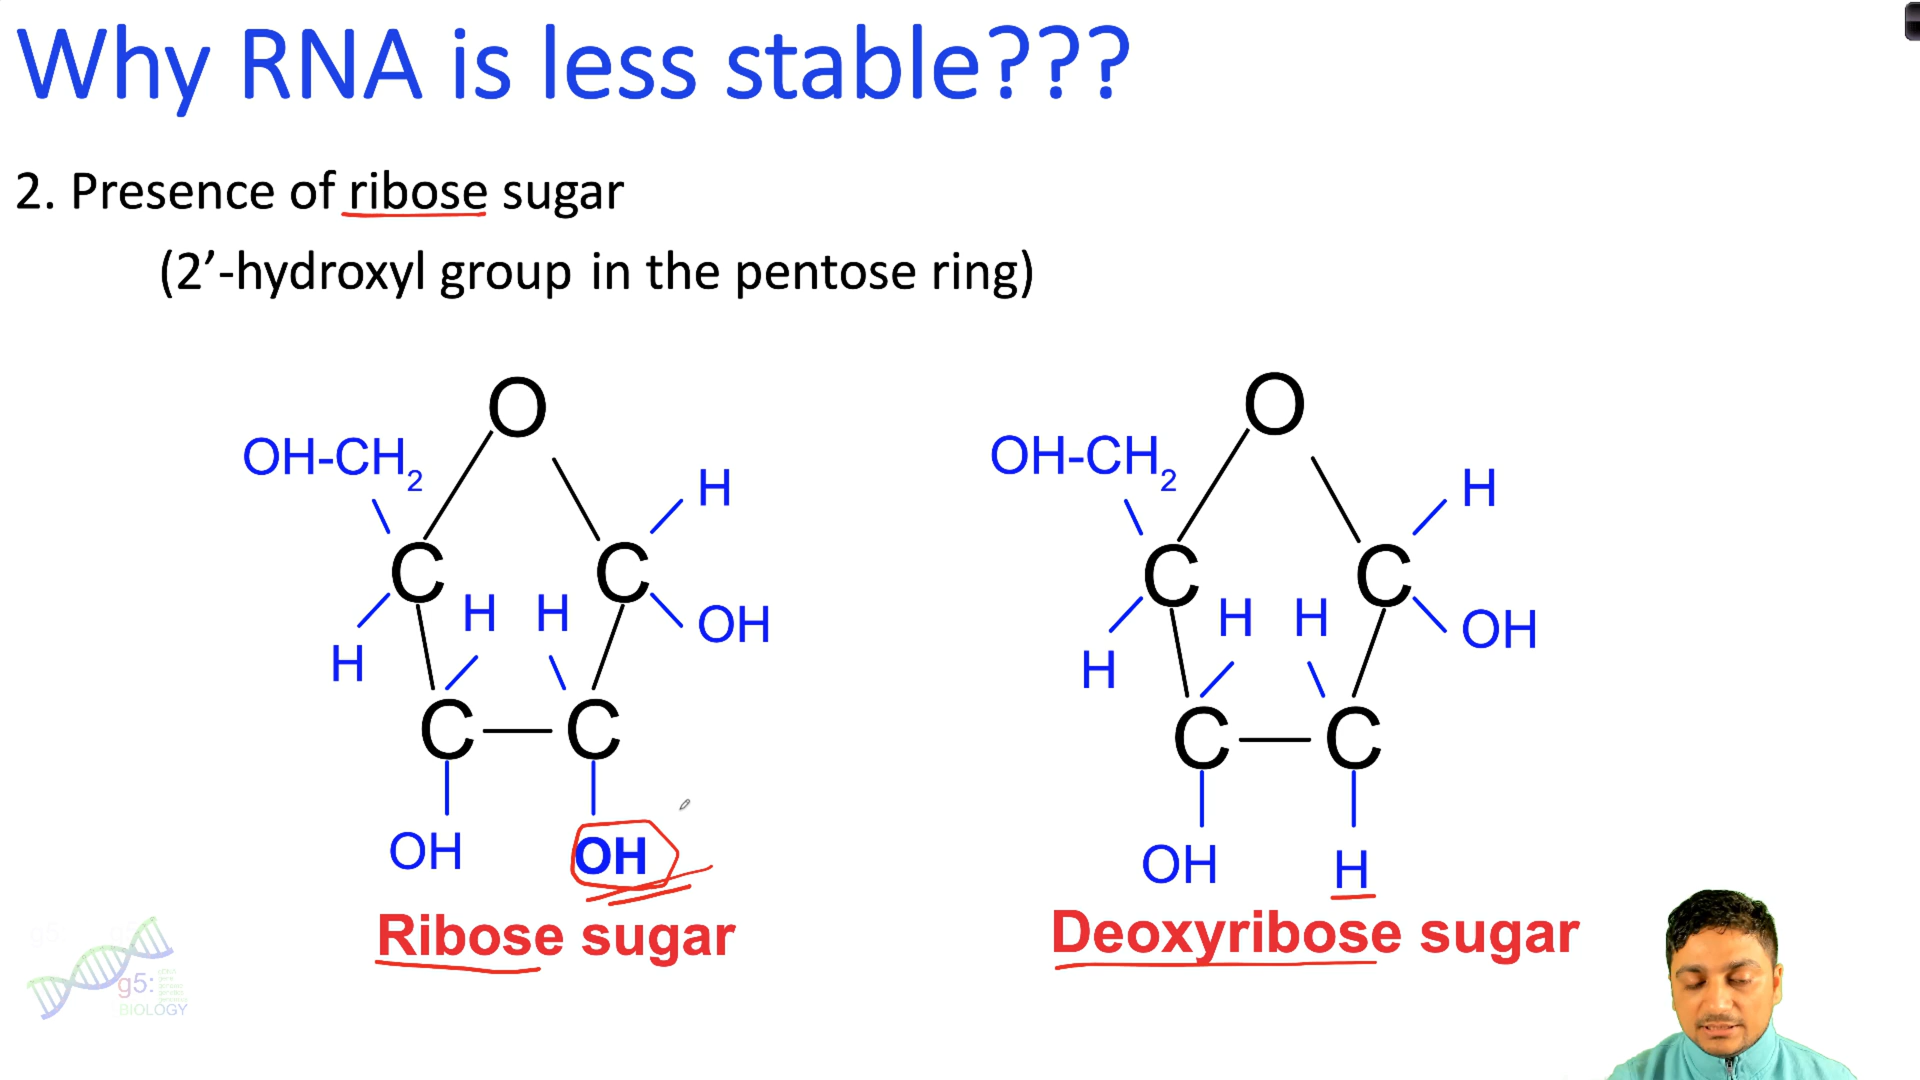 Why RNA is less stable???
2. Presence of ribose sugar
(2’-hydroxyl group in the pentose ring)
O
O
OH-CH2
H
OH-CH2
H
C
C
C
C
H
H
OH
H
H
OH
H
H
C
C
C
C
OH
OH
OH
H
Ribose sugar
Deoxyribose sugar
g5:
BIOLOGY